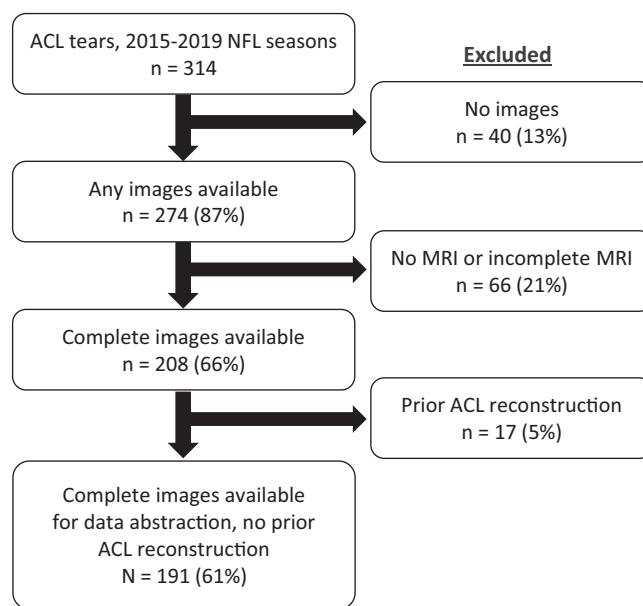 ACL tears, 2015-2019 NFL seasons
n = 314
Excluded
No images
n = 40 (13%)
Any images available
n = 274 (87%)
No MRI or incomplete MRI
n = 66 (21%)
Complete images available
n = 208 (66%)
Prior ACL reconstruction
n = 17 (5%)
Complete images available
for data abstraction, no prior
ACL reconstruction
N = 191 (61%)